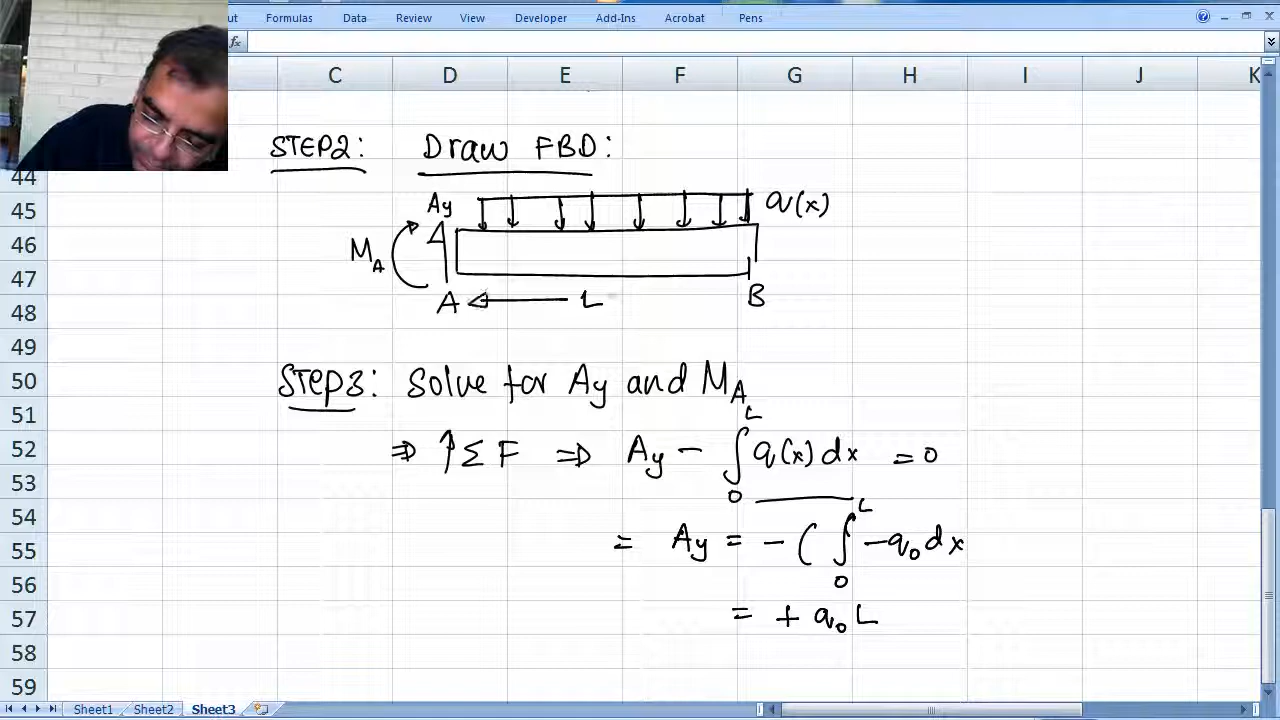 ut Formulas Data Review View Developer Add-Ins Acrobat Pens
fx
C D E F G H I J K
44
45
46
47
48
49
50
51
52
53
54
55
56
57
58
59
STEP2: Draw FBD:
Ay q(x)
MA
A L B
STEP3: Solve for Ay and MA
⇒ ↑ΣF ⇒ Ay − ∫₀ᴸ q(x)dx = 0
= Ay = −(∫₀ᴸ −q₀dx
= + q₀L
Sheet1 Sheet2 Sheet3